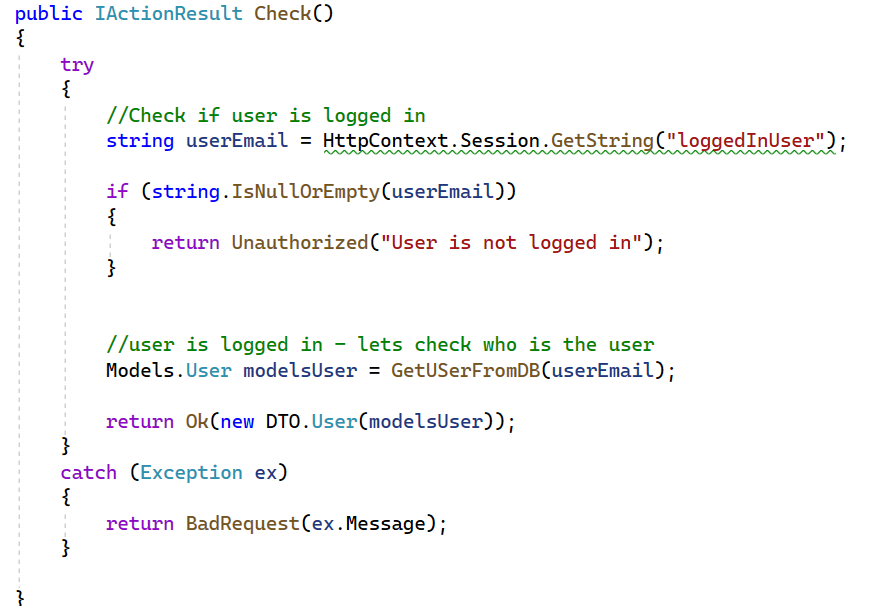 public IActionResult Check()
{
try
{
//Check if user is logged in
string userEmail = HttpContext.Session.GetString("loggedInUser");
if (string.IsNullOrEmpty(userEmail))
{
return Unauthorized("User is not logged in");
}
//user is logged in - lets check who is the user
Models.User modelsUser = GetUSerFromDB(userEmail);
return Ok(new DTO.User(modelsUser));
}
catch (Exception ex)
{
return BadRequest(ex.Message);
}
}